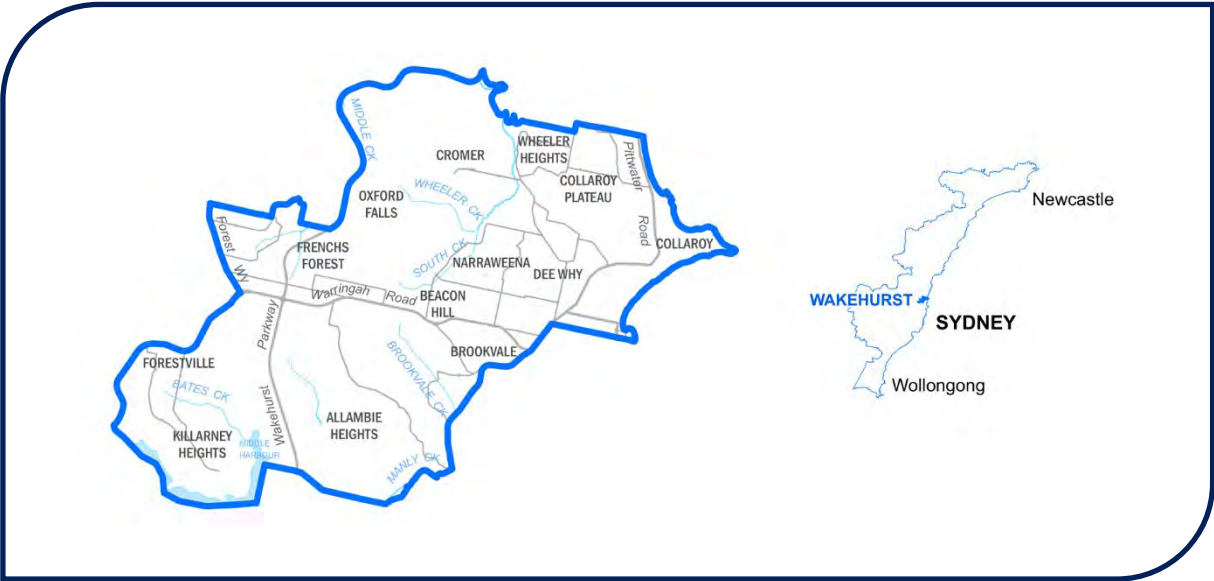 MIDDLE CK
CROMER
WHEELER
HEIGHTS
Pittwater
Road
COLLAROY
PLATEAU
OXFORD
FALLS
WHEELER CK
Forest
Wy
FRENCHS
FOREST
SOUTH CK
NARRAWEENA
DEE WHY
COLLAROY
Warringah Road
BEACON
HILL
Parkway
Wakehurst
BROOKVALE
BROOKVALE CK
FORESTVILLE
BATES CK
KILLARNEY
HEIGHTS
MIDDLE
HARBOUR
ALLAMBIE
HEIGHTS
MANLY CK
Newcastle
WAKEHURST
SYDNEY
Wollongong